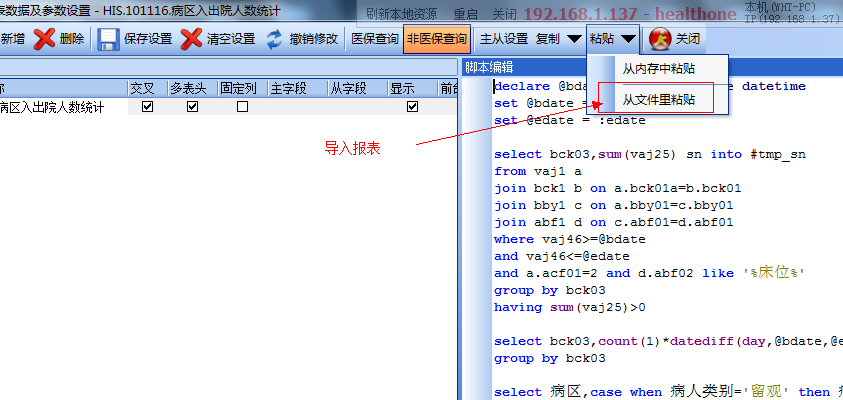 表数据及参数设置 - HIS.101116.病区入出院人数统计
刷新本地资源 重启 关闭 192.168.1.137 - healthone 本机(WHT-PC)
IP(192.168.1.37)
新增 删除 保存设置 清空设置 撤销修改 医保查询 非医保查询 主从设置 复制 粘贴 关闭
从内存中粘贴
从文件里粘贴
交叉 多表头 固定列 主字段 从字段 显示 前台
病区入出院人数统计
导入报表
脚本编辑
declare @bda e datetime
set @bdate =
set @edate = :edate
select bck03,sum(vaj25) sn into #tmp_sn
from vaj1 a
join bck1 b on a.bck01a=b.bck01
join bby1 c on a.bby01=c.bby01
join abf1 d on c.abf01=d.abf01
where vaj46>=@bdate
and vaj46<=@edate
and a.acf01=2 and d.abf02 like '%床位%'
group by bck03
having sum(vaj25)>0
select bck03,count(1)*datediff(day,@bdate,@e
group by bck03
select 病区,case when 病人类别='留观' then